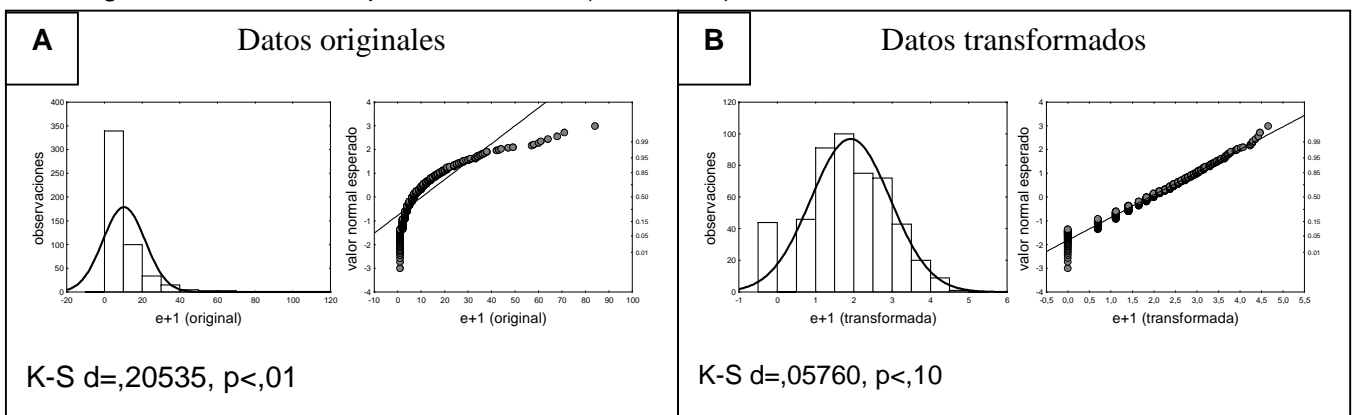 A
Datos originales
B
Datos transformados
400
350
300
250
200
150
100
50
0
observaciones
-20 0 20 40 60 80 100 120
e+1 (original)
4
3
2
1
0
-1
-2
-3
-4
valor normal esperado
0.99
0.95
0.85
0.50
0.15
0.05
0.01
-10 0 10 20 30 40 50 60 70 80 90 100
e+1 (original)
120
100
80
60
40
20
0
observaciones
-1 0 1 2 3 4 5 6
e+1 (transformada)
4
3
2
1
0
-1
-2
-3
-4
valor normal esperado
0.99
0.95
0.85
0.50
0.15
0.05
0.01
-0,5 0,0 0,5 1,0 1,5 2,0 2,5 3,0 3,5 4,0 4,5 5,0 5,5
e+1 (transformada)
K-S d=,20535, p<,01
K-S d=,05760, p<,10